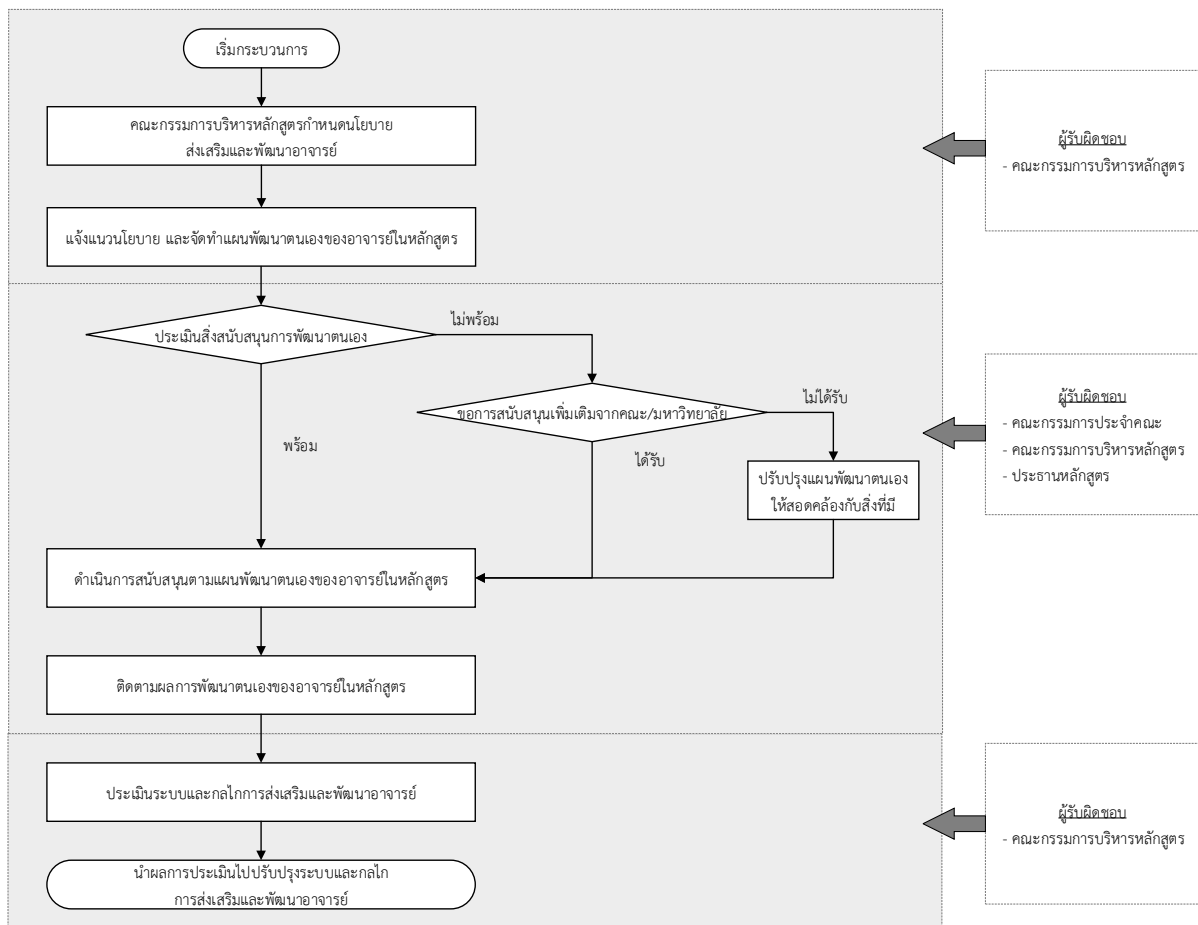 เริ่มกระบวนการ
คณะกรรมการบริหารหลักสูตรกำหนดนโยบาย
ส่งเสริมและพัฒนาอาจารย์
แจ้งแนวนโยบาย และจัดทำแผนพัฒนาตนเองของอาจารย์ในหลักสูตร
ผู้รับผิดชอบ
- คณะกรรมการบริหารหลักสูตร
ประเมินสิ่งสนับสนุนการพัฒนาตนเอง
ไม่พร้อม
พร้อม
ขอการสนับสนุนเพิ่มเติมจากคณะ/มหาวิทยาลัย
ไม่ได้รับ
ได้รับ
ปรับปรุงแผนพัฒนาตนเอง
ให้สอดคล้องกับสิ่งที่มี
ดำเนินการสนับสนุนตามแผนพัฒนาตนเองของอาจารย์ในหลักสูตร
ติดตามผลการพัฒนาตนเองของอาจารย์ในหลักสูตร
ผู้รับผิดชอบ
- คณะกรรมการประจำคณะ
- คณะกรรมการบริหารหลักสูตร
- ประธานหลักสูตร
ประเมินระบบและกลไกการส่งเสริมและพัฒนาอาจารย์
นำผลการประเมินไปปรับปรุงระบบและกลไก
การส่งเสริมและพัฒนาอาจารย์
ผู้รับผิดชอบ
- คณะกรรมการบริหารหลักสูตร